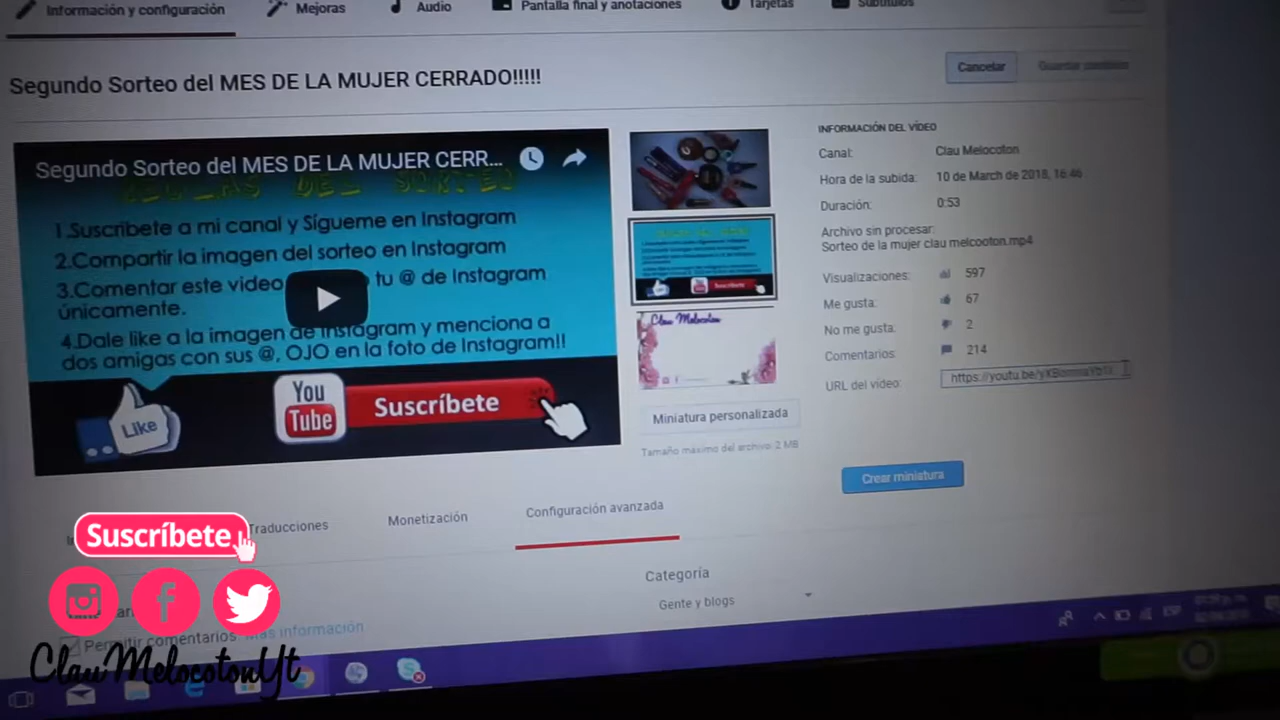 Información y configuración
Mejoras
Audio
Pantalla final y anotaciones
Tarjetas
Subtítulos
Segundo Sorteo del MES DE LA MUJER CERRADO!!!!!
Cancelar
Segundo Sorteo del MES DE LA MUJER CERR...
REGLAS DEL SORTEO
1.Suscribete a mi canal y Sígueme en Instagram
2.Compartir la imagen del sorteo en Instagram
3.Comentar este video
tu @ de Instagram
únicamente.
4.Dale like a la imagen de Instagram y menciona a
dos amigas con sus @, OJO en la foto de Instagram!!
Like
You
Tube
Suscríbete
Clau Melocoton
Miniatura personalizada
Tamaño máximo del archivo: 2 MB
INFORMACIÓN DEL VÍDEO
Canal:
Clau Melocoton
Hora de la subida:
10 de March de 2018, 16:46
Duración:
0:53
Archivo sin procesar:
Sorteo de la mujer clau melcooton.mp4
Visualizaciones:
597
Me gusta:
67
No me gusta:
2
Comentarios:
214
URL del vídeo:
Crear miniatura
Traducciones
Monetización
Configuración avanzada
Categoría
Gente y blogs
Permitir comentarios
Más información
ESP
Suscríbete
ClauMelocotonYt